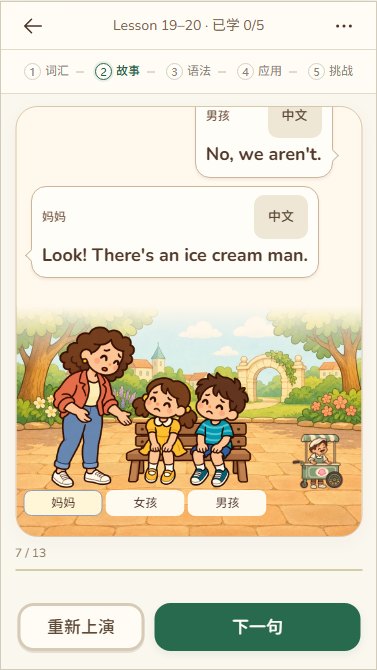 Lesson 19–20 · 已学 0/5
1 词汇 2 故事 3 语法 4 应用 5 挑战
男孩 中文
No, we aren't.
妈妈 中文
Look! There's an ice cream man.
妈妈 女孩 男孩
7 / 13
重新上演 下一句